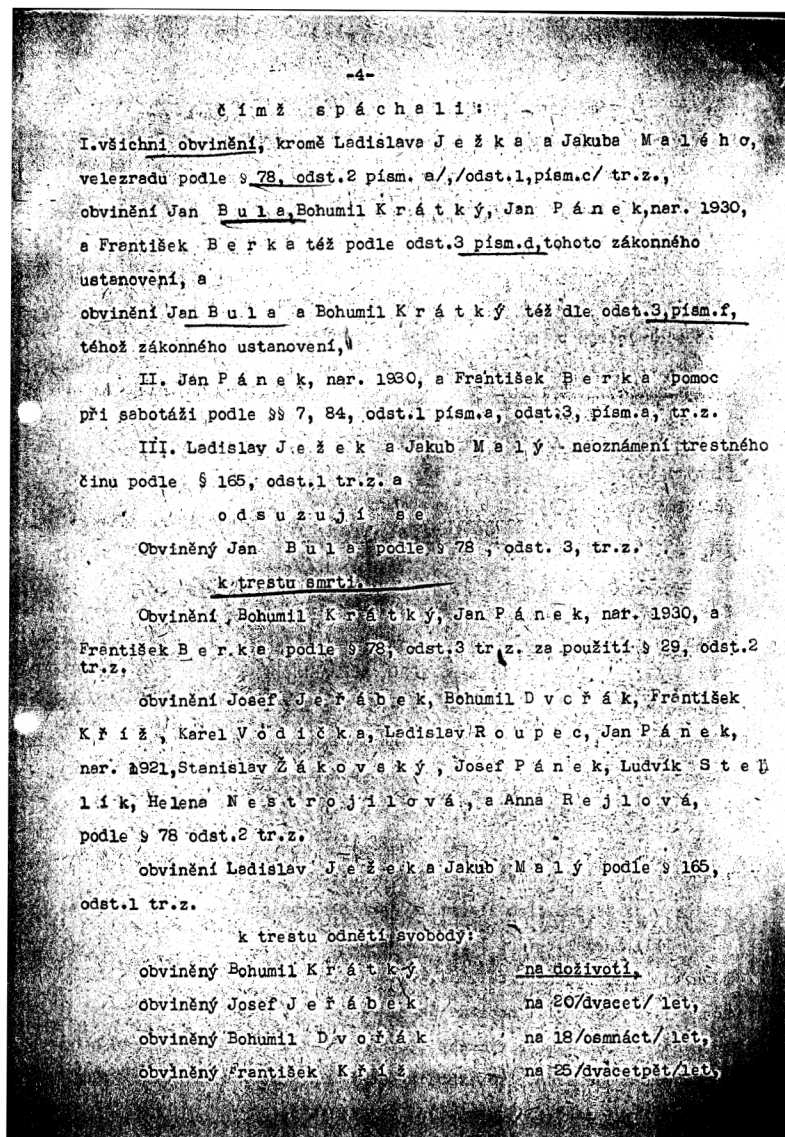 -4-
č í m ž   s p á c h a l i :
I.všichni obvinění, kromě Ladislava J e ž k a a Jakuba M a l é h o,
velezradu podle § 78, odst.2 písm. a/,/odst.1,písm.c/ tr.z.,
obvinění Jan B u l a,Bohumil K r á t k ý, Jan P á n e k,nar. 1930,
a František B e r k a též podle odst.3 písm.d,tohoto zákonného
ustanovení, a
obvinění Jan B u l a a Bohumil K r á t k ý též dle odst.3,písm.f,
téhož zákonného ustanovení,
II. Jan P á n e k, nar. 1930, a František B e r k a pomoc
při sabotáži podle §§ 7, 84, odst.1 písm.a, odst.3, písm.a, tr.z.
III. Ladislav J e ž e k a Jakub M a l ý - neoznámení trestného
činu podle § 165, odst.1 tr.z. a
o d s u z u j í   s e
Obviněný Jan B u l a podle § 78 , odst. 3, tr.z.
k trestu smrti.
Obvinění Bohumil K r á t k ý, Jan P á n e k, nar. 1930, a
František B e r k a podle § 78, odst.3 tr.z. za použití § 29, odst.2
tr.z.
obvinění Josef J e ř á b e k, Bohumil D v o ř á k, František
K ř í ž , Karel V o d i č k a, Ladislav R o u p e c, Jan P á n e k,
nar. 1921,Stanislav Ž á k o v s k ý , Josef P á n e k, Ludvík S t e h
l í k, Helena N e s t r o j i l o v á , a Anna R e j l o v á,
podle § 78 odst.2 tr.z.
obvinění Ladislav J e ž e k a Jakub M a l ý podle § 165,
odst.1 tr.z.
k trestu odnětí svobody:
obviněný Bohumil K r á t k ý na doživotí,
obviněný Josef J e ř á b e k na 20/dvacet/ let,
obviněný Bohumil D v o ř á k na 18/osmnáct/ let,
obviněný František K ř í ž na 25/dvacetpět/let,